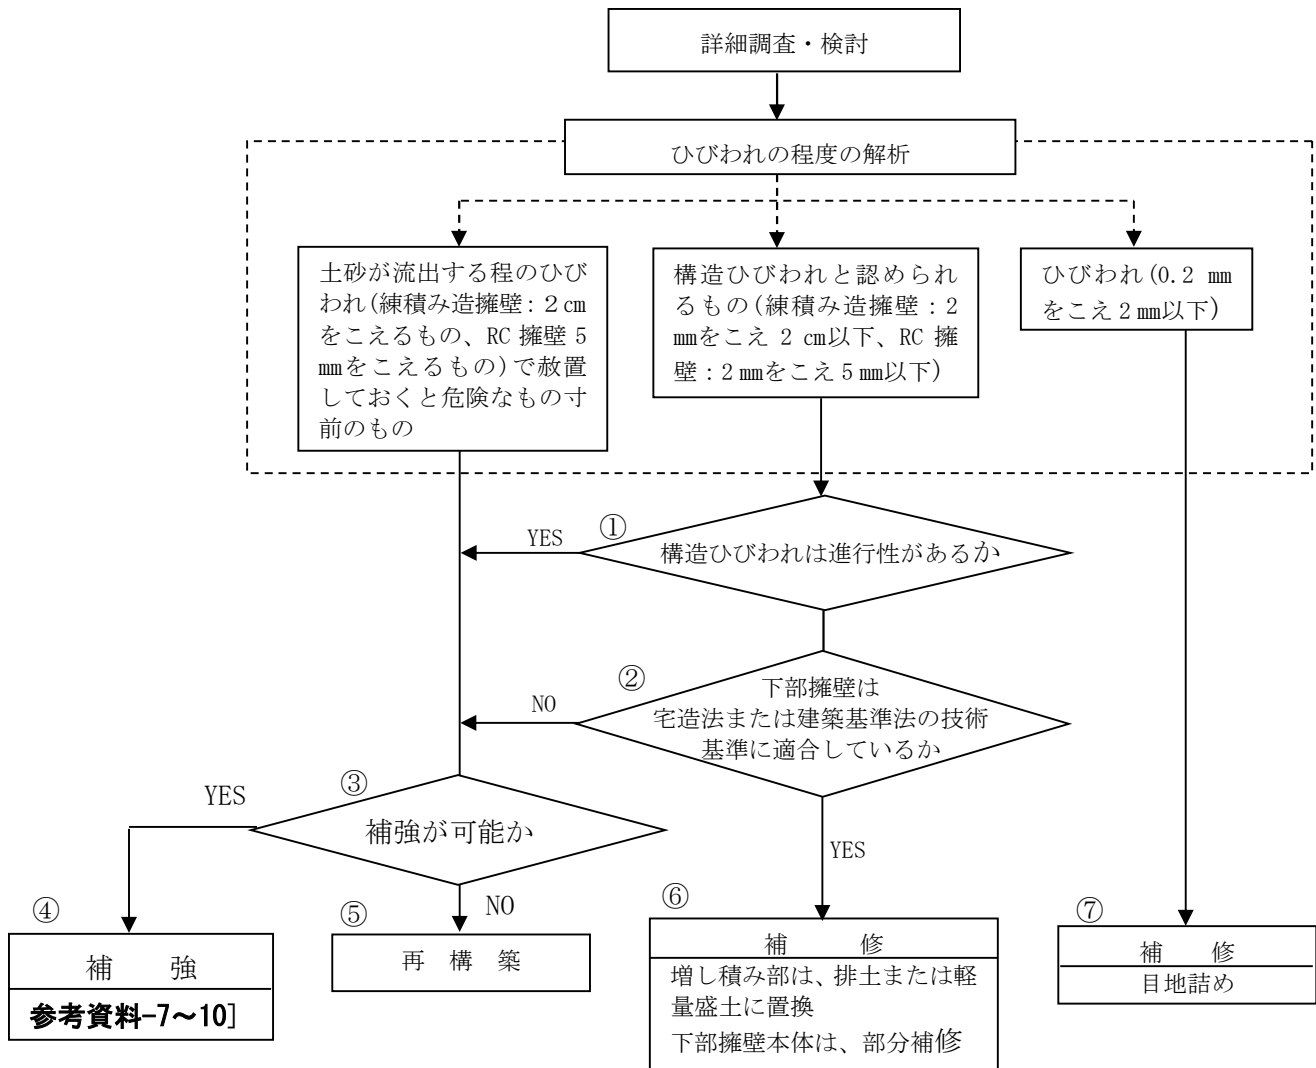 詳細調査・検討
ひびわれの程度の解析
土砂が流出する程のひび
われ(練積み造擁壁:2㎝
をこえるもの、RC 擁壁 5
㎜をこえるもの)で赦置
しておくと危険なもの寸
前のもの
構造ひびわれと認められ
るもの(練積み造擁壁:2
㎜をこえ 2 ㎝以下、RC 擁
壁:2㎜をこえ5㎜以下)
ひびわれ(0.2 ㎜
をこえ2㎜以下)
①
YES
構造ひびわれは進行性があるか
②
NO
下部擁壁は
宅造法または建築基準法の技術
基準に適合しているか
③
YES
補強が可能か
NO
YES
④
補 強
参考資料-7～10]
⑤
再 構 築
⑥
補 修
増し積み部は、排土または軽
量盛土に置換
下部擁壁本体は、部分補修
⑦
補 修
目地詰め